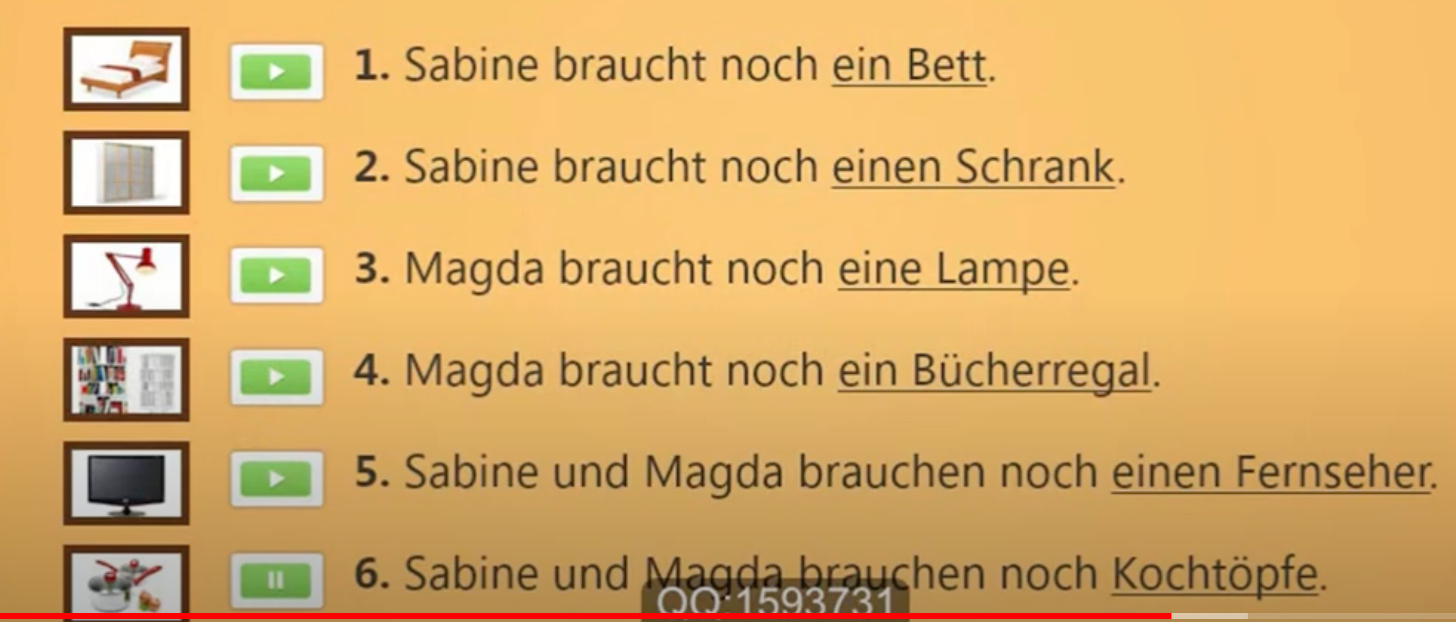 1. Sabine braucht noch ein Bett.
2. Sabine braucht noch einen Schrank.
3. Magda braucht noch eine Lampe.
4. Magda braucht noch ein Bücherregal.
5. Sabine und Magda brauchen noch einen Fernseher.
6. Sabine und Magda brauchen noch Kochtöpfe.
QQ:1593731